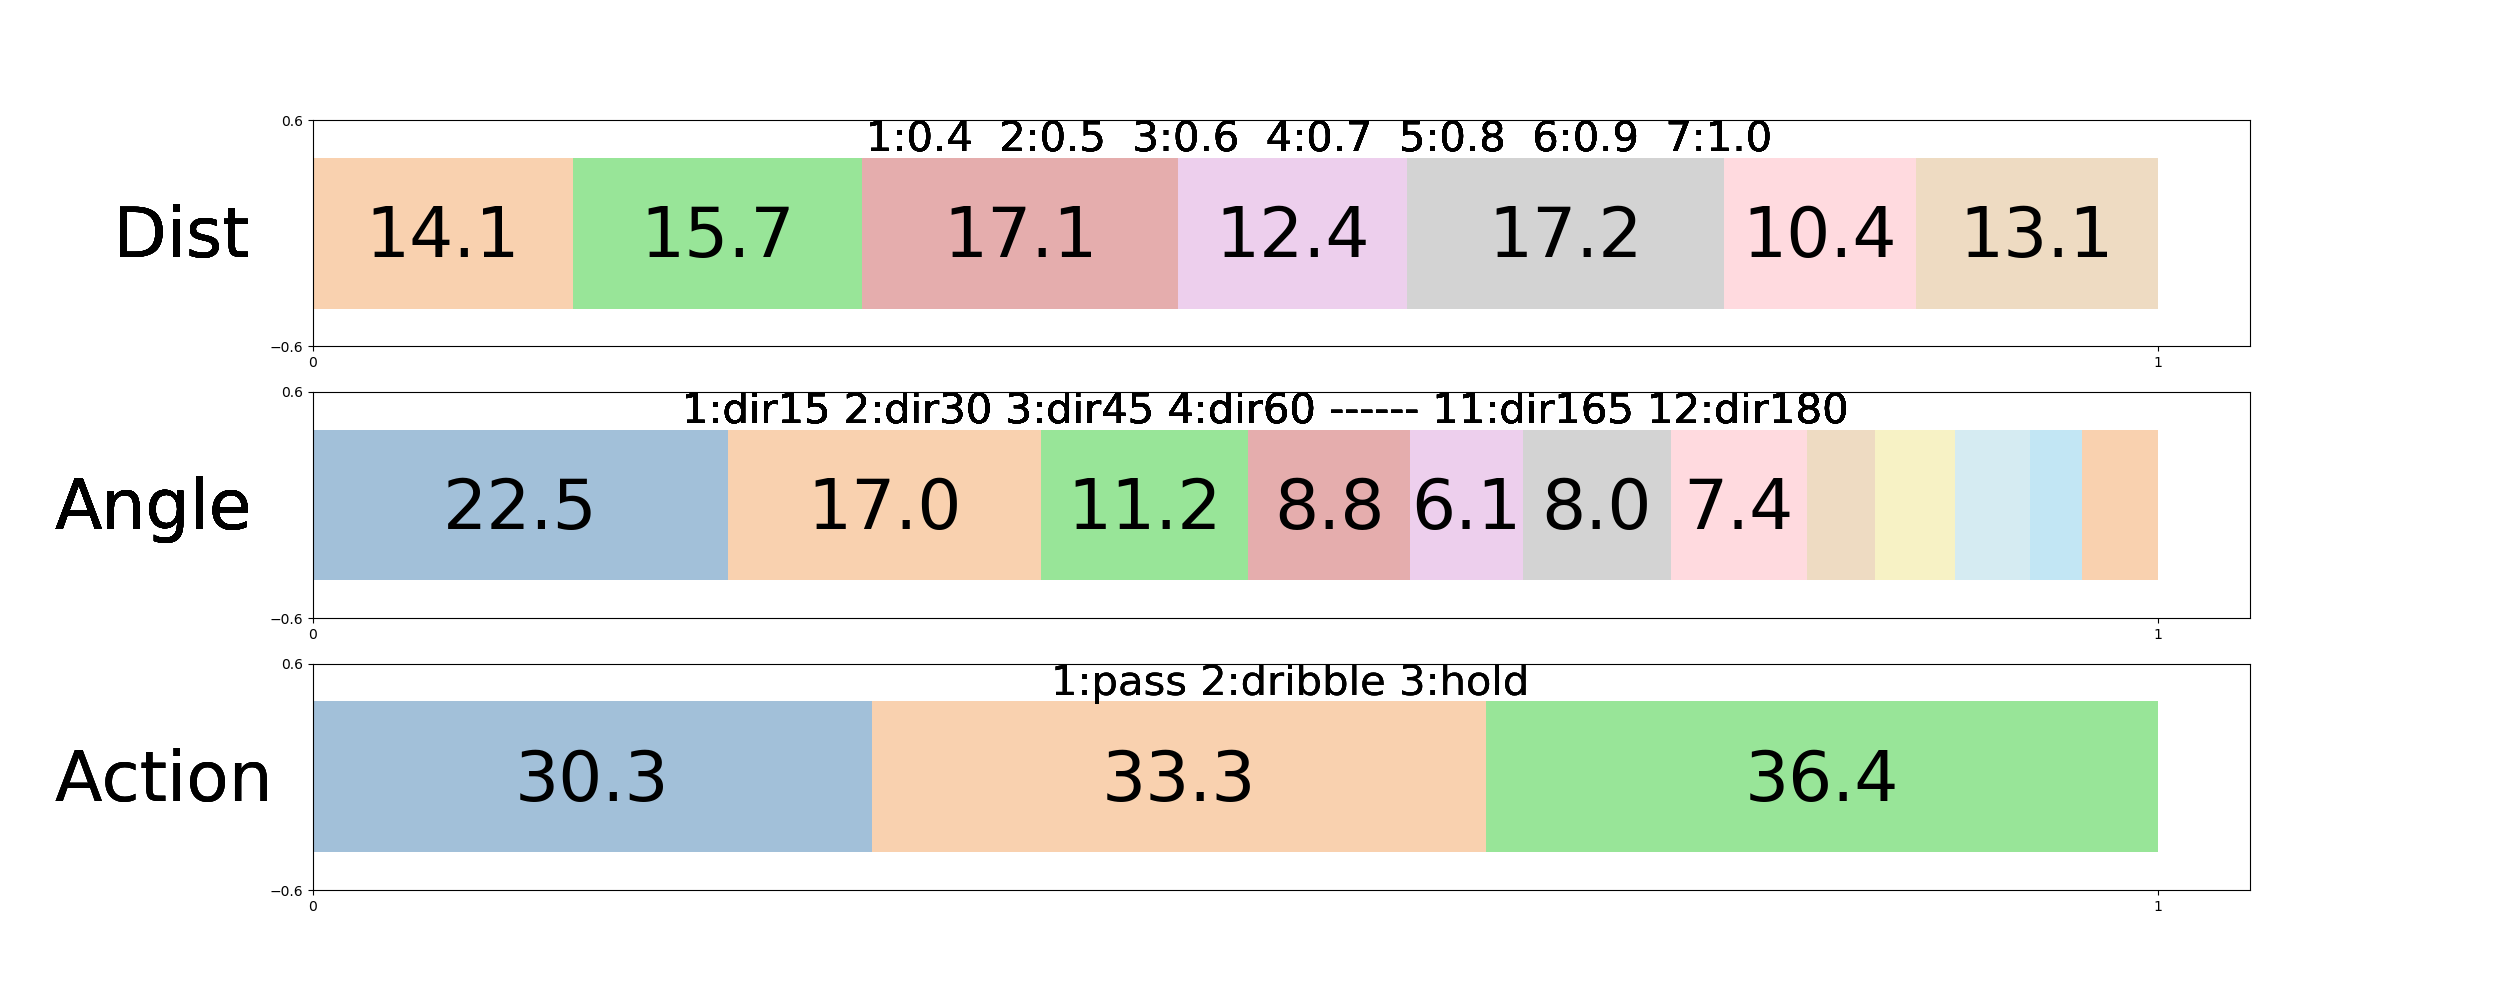 0.6
1:0.4 2:0.5 3:0.6 4:0.7 5:0.8 6:0.9 7:1.0
Dist 14.1 15.7 17.1 12.4 17.2 10.4 13.1
−0.6
0 1
0.6
1:dir15 2:dir30 3:dir45 4:dir60 ------ 11:dir165 12:dir180
Angle 22.5 17.0 11.2 8.8 6.1 8.0 7.4
−0.6
0 1
0.6
1:pass 2:dribble 3:hold
Action 30.3 33.3 36.4
−0.6
0 1